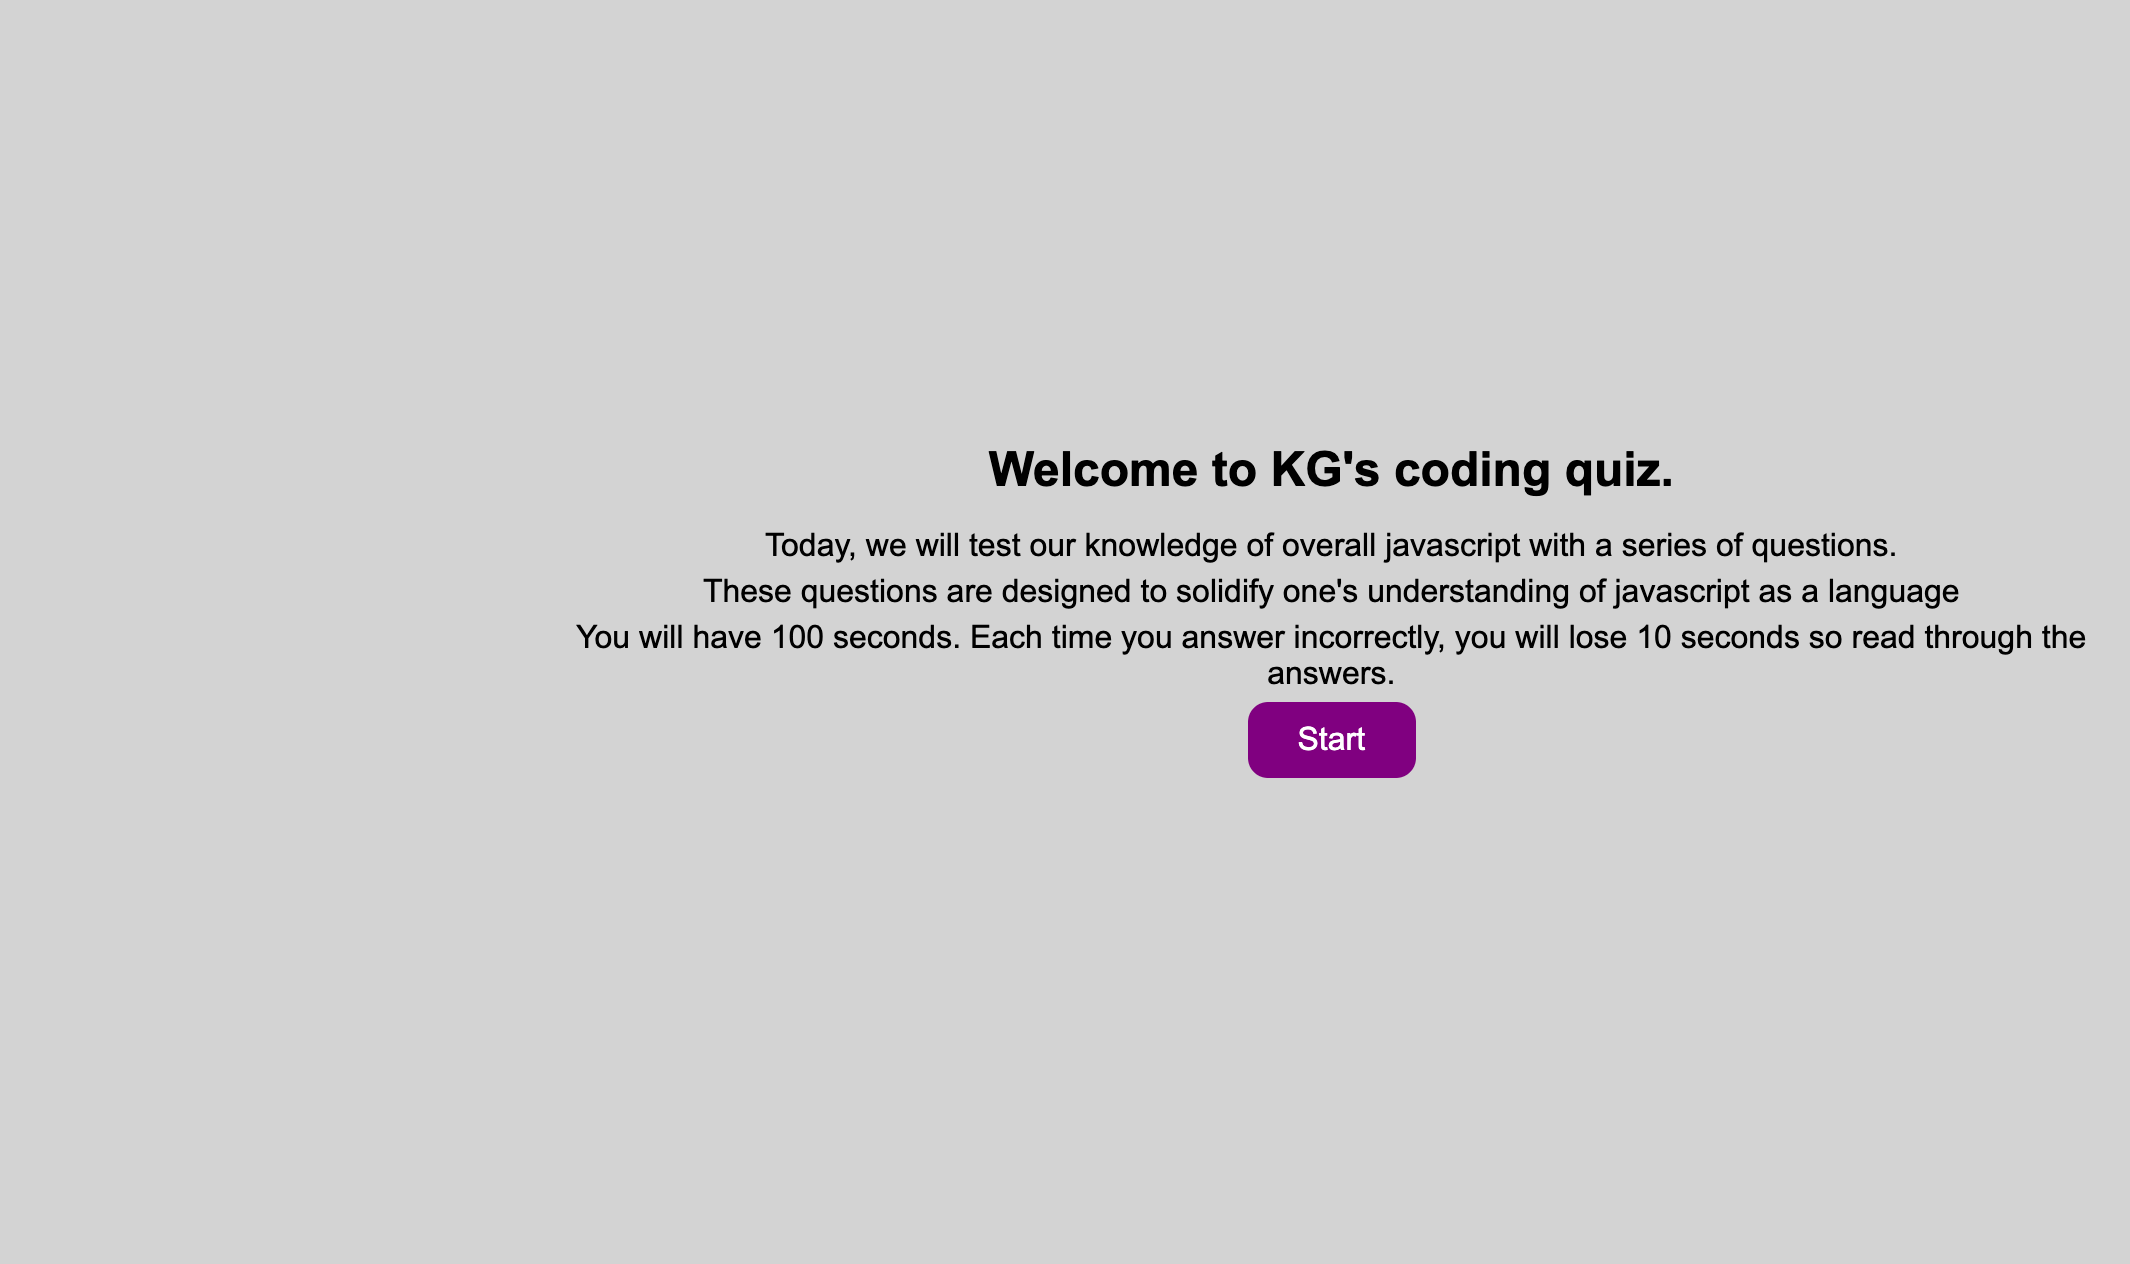 Welcome to KG's coding quiz.
Today, we will test our knowledge of overall javascript with a series of questions.
These questions are designed to solidify one's understanding of javascript as a language
You will have 100 seconds. Each time you answer incorrectly, you will lose 10 seconds so read through the
answers.
Start